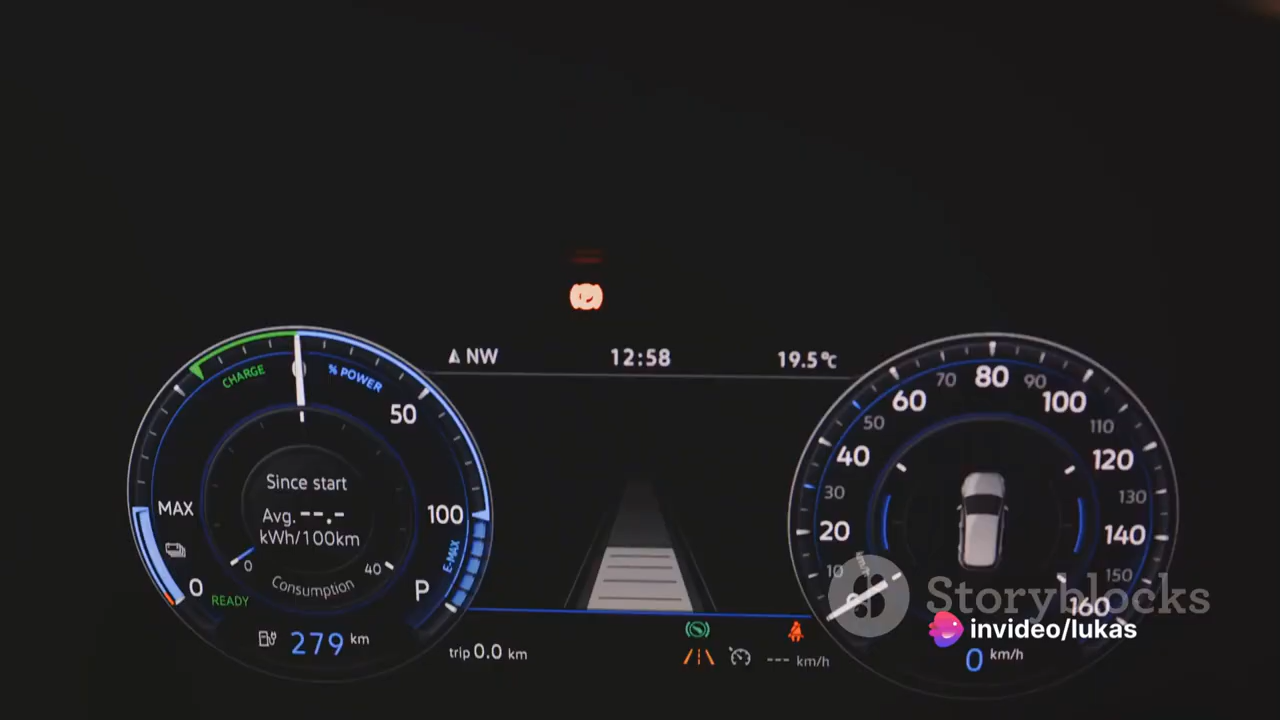 NW
12:58
19.5°C
CHARGE
% POWER
50
100
MAX
0
READY
E-MAX
P
Since start
Avg. --.-
kWh/100km
0
40
Consumption
279 km
trip 0.0 km
--- km/h
10
20
30
40
50
60
70
80
90
100
110
120
130
140
150
160
km/h
0 km/h
Storyblocks
invideo/lukas